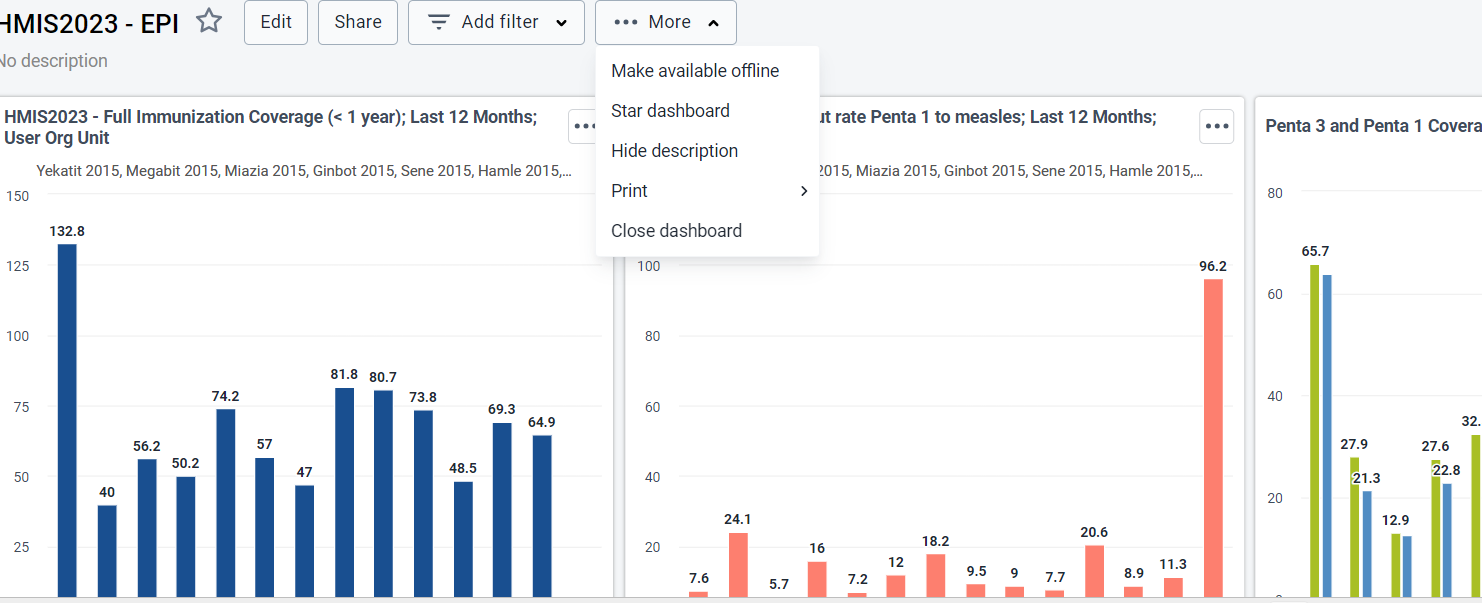 HMIS2023 - EPI
Edit
Share
Add filter
More
No description
Make available offline
Star dashboard
Hide description
Print
Close dashboard
HMIS2023 - Full Immunization Coverage (< 1 year); Last 12 Months;
User Org Unit
Yekatit 2015, Megabit 2015, Miazia 2015, Ginbot 2015, Sene 2015, Hamle 2015,...
150
125
100
75
50
25
132.8
40
56.2
50.2
74.2
57
47
81.8
80.7
73.8
48.5
69.3
64.9
rate Penta 1 to measles; Last 12 Months;
2015, Miazia 2015, Ginbot 2015, Sene 2015, Hamle 2015,...
100
80
60
40
20
7.6
24.1
5.7
16
7.2
12
18.2
9.5
9
7.7
20.6
8.9
11.3
96.2
Penta 3 and Penta 1 Covera
80
60
40
20
65.7
27.9
21.3
12.9
27.6
22.8
32.